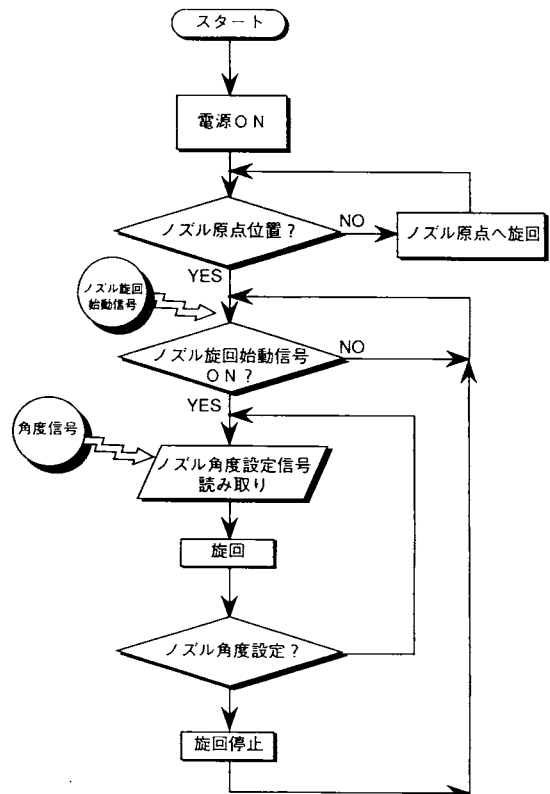 スタート
電源ON
ノズル原点位置?
NO
ノズル原点へ旋回
YES
ノズル旋回
始動信号
ノズル旋回始動信号
ON?
NO
YES
角度信号
ノズル角度設定信号
読み取り
旋回
ノズル角度設定?
旋回停止